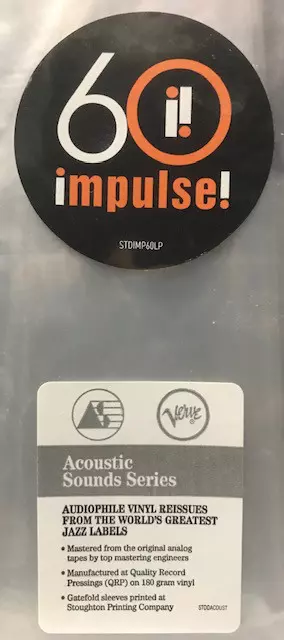 60
i!
impulse!
STDIMP60LP
AS
Verve
Acoustic
Sounds Series
AUDIOPHILE VINYL REISSUES
FROM THE WORLD'S GREATEST
JAZZ LABELS
• Mastered from the original analog
tapes by top mastering engineers
• Manufactured at Quality Record
Pressings (QRP) on 180 gram vinyl
• Gatefold sleeves printed at
Stoughton Printing Company
STDDACOUST